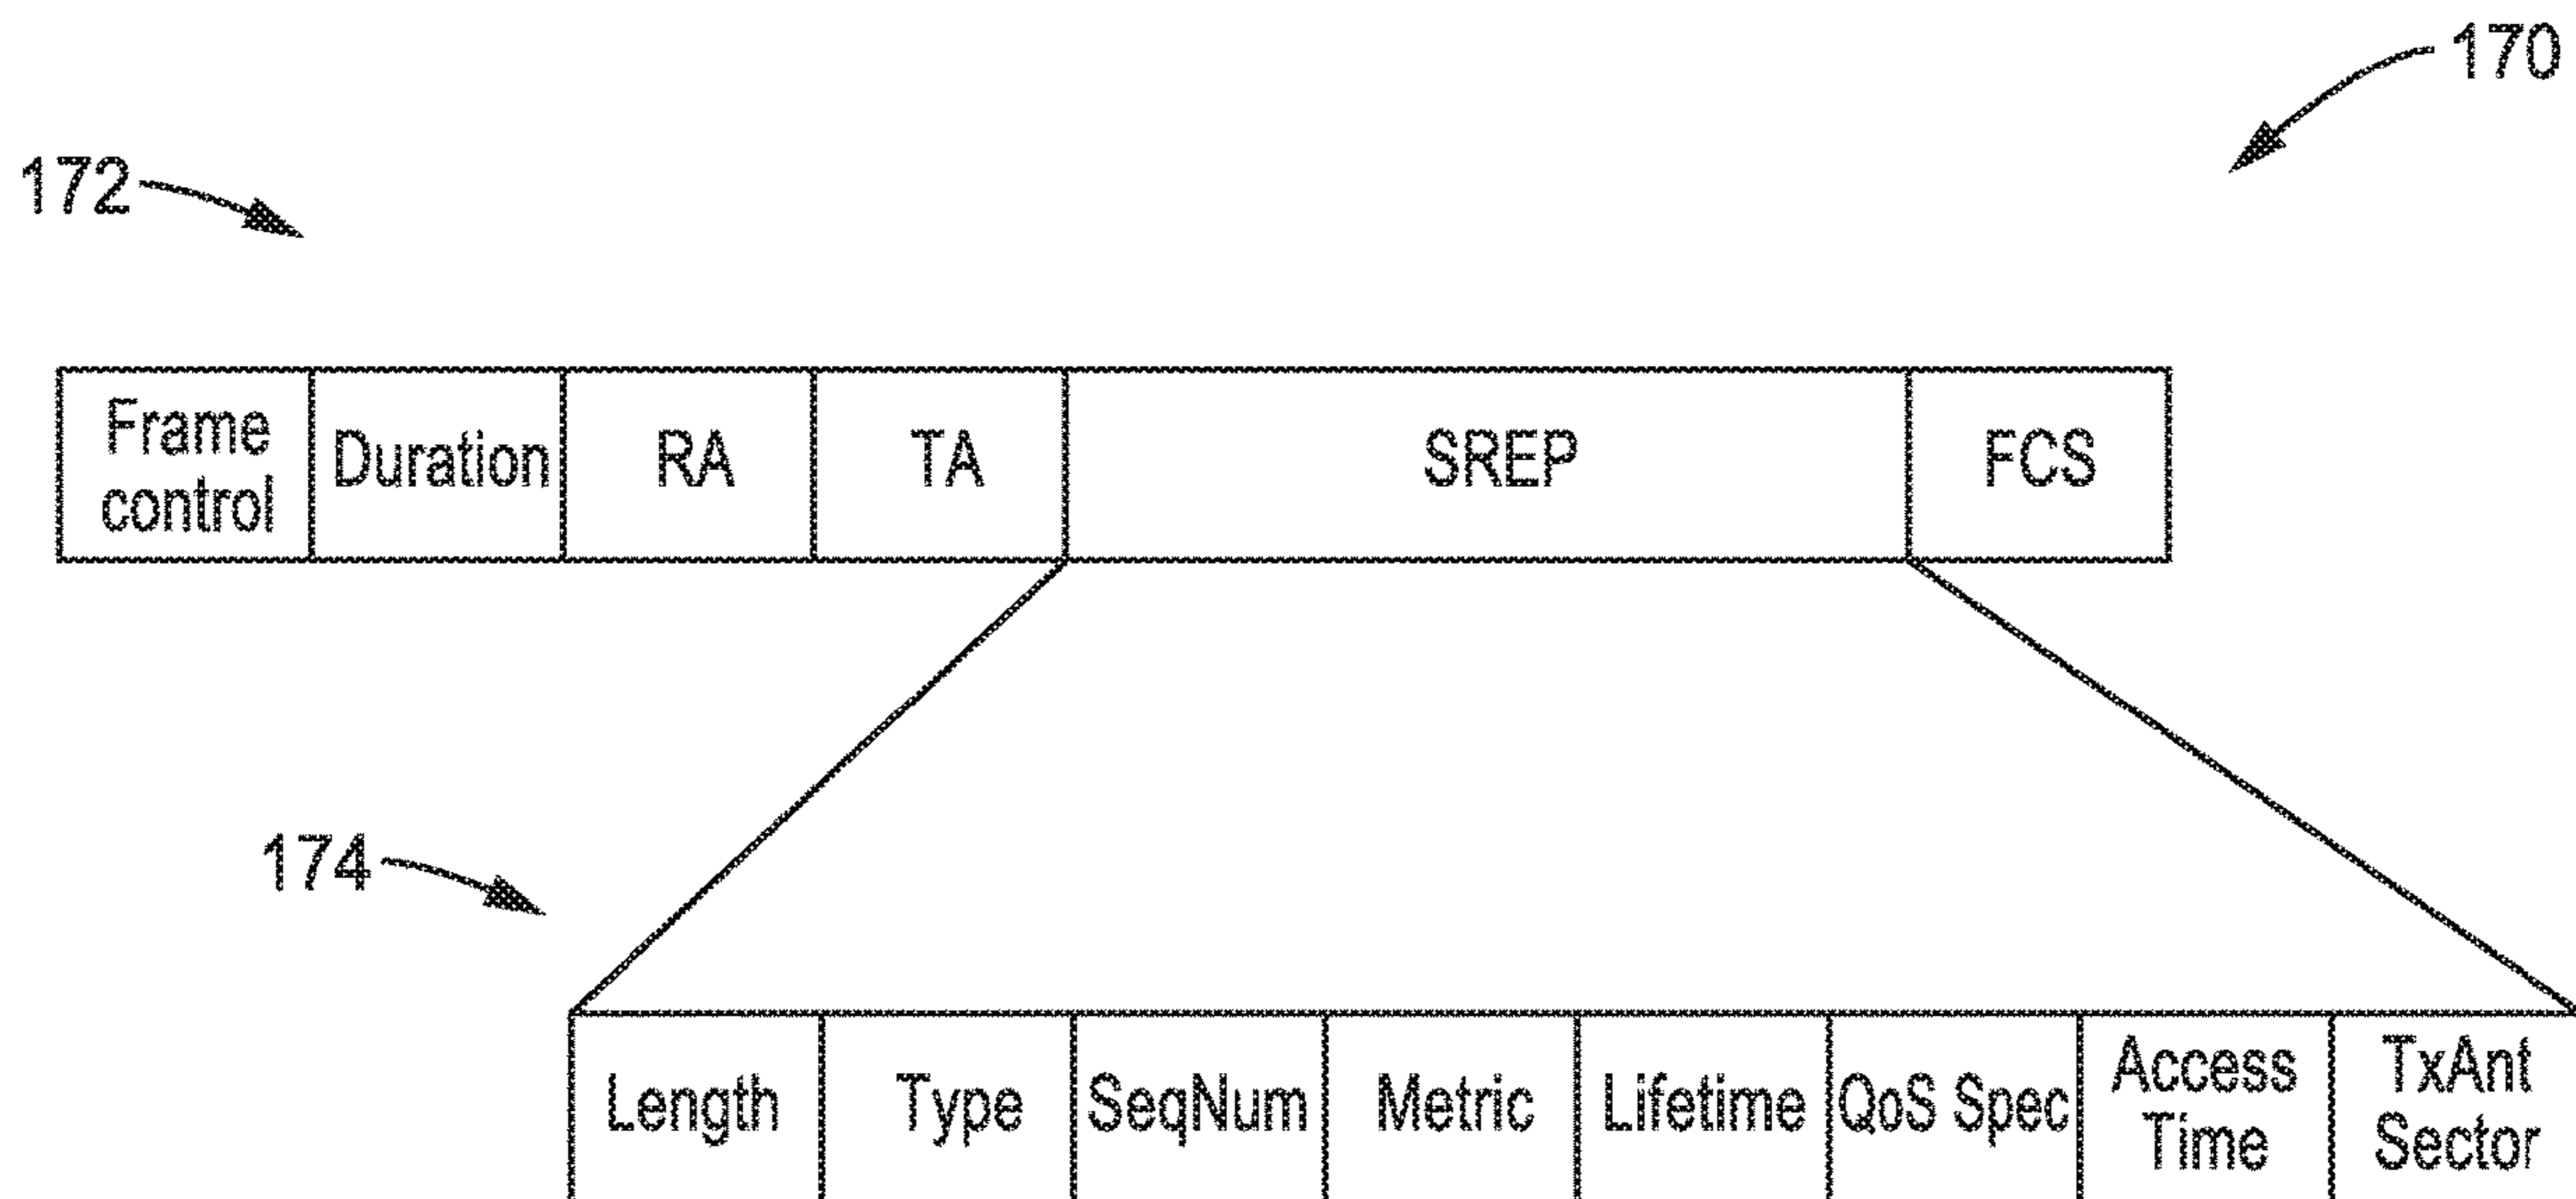 170
172
Frame control Duration RA TA SREP FCS
174
Length Type SeqNum Metric Lifetime QoS Spec Access Time TxAnt Sector